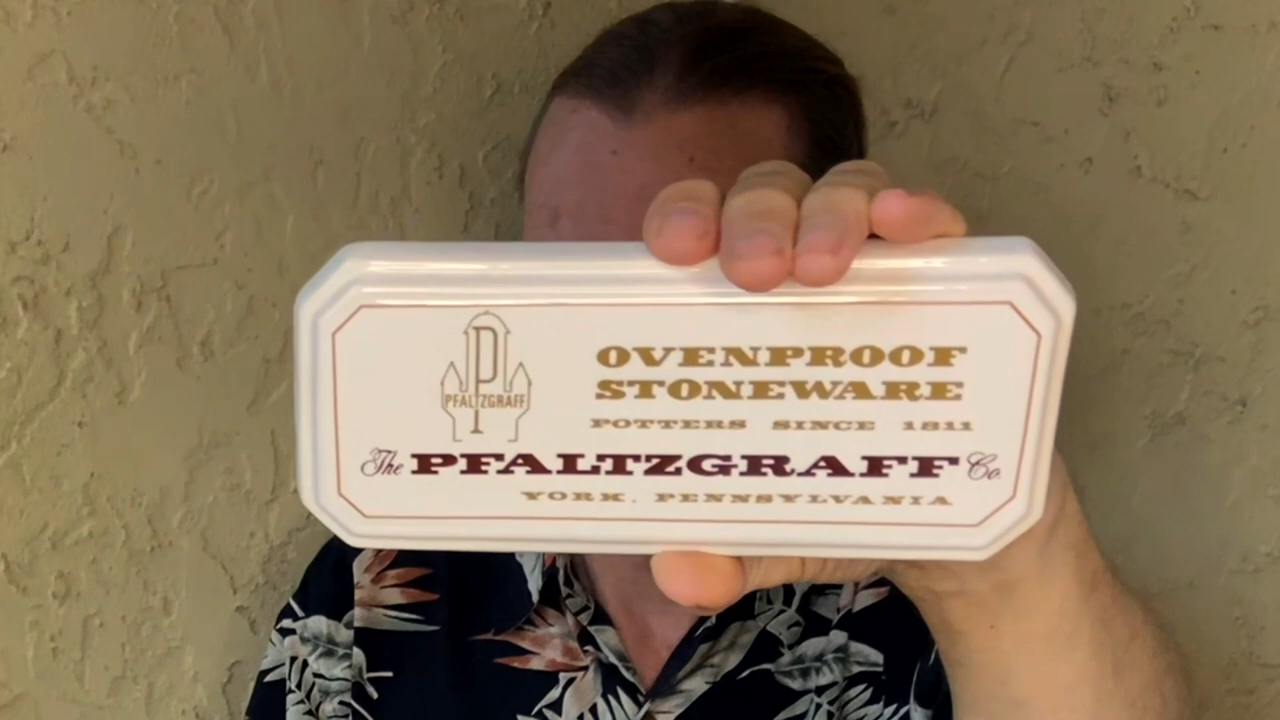 P
PFALTZGRAFF
OVENPROOF
STONEWARE
POTTERS SINCE 1811
The PFALTZGRAFF Co.
YORK, PENNSYLVANIA